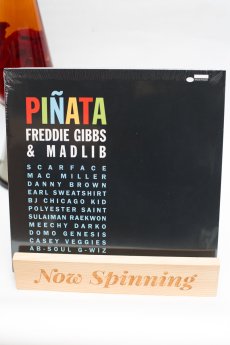 PIÑATA
FREDDIE GIBBS
& MADLIB
SCARFACE
MAC MILLER
DANNY BROWN
EARL SWEATSHIRT
BJ CHICAGO KID
POLYESTER SAINT
SULAIMAN RAEKWON
MEECHY DARKO
DOMO GENESIS
CASEY VEGGIES
AB-SOUL G-WIZ
Now Spinning